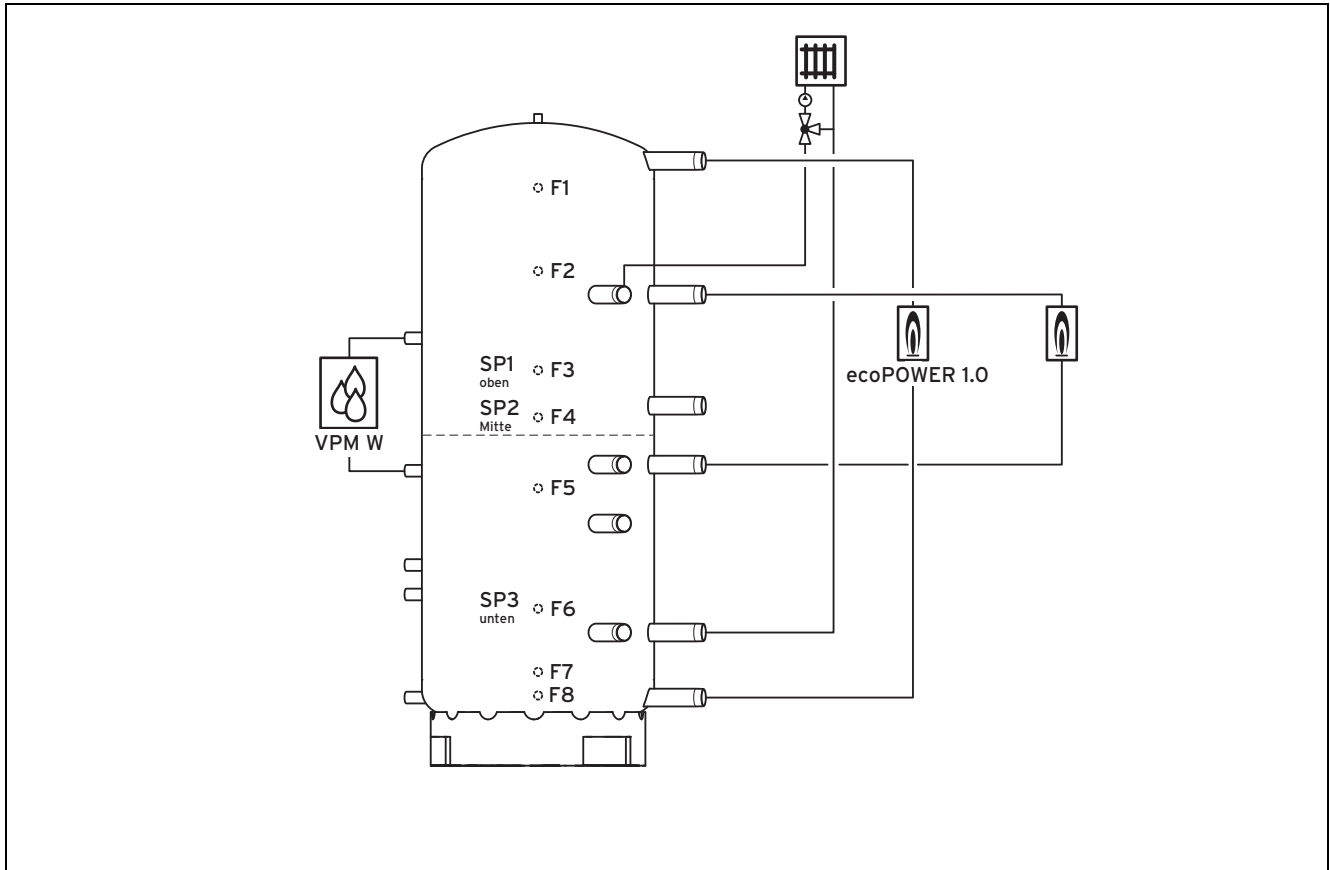 F1
F2
SP1
oben
F3
SP2
Mitte
F4
VPM W
ecoPOWER 1.0
F5
SP3
unten
F6
F7
F8